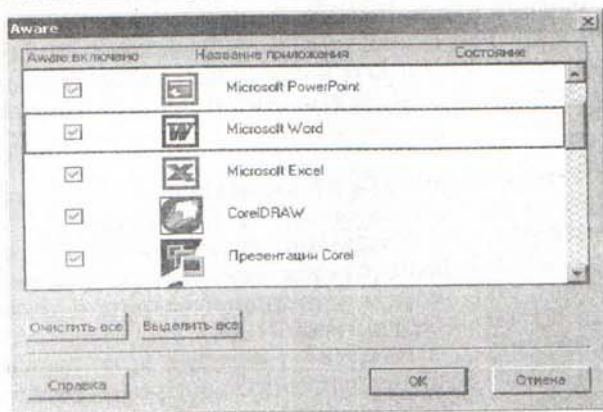 Aware
Aware включено Название приложения Состояние
Microsoft PowerPoint
Microsoft Word
Microsoft Excel
CorelDRAW
Презентации Corel
Очистить все Выделить все
Справка OK Отмена